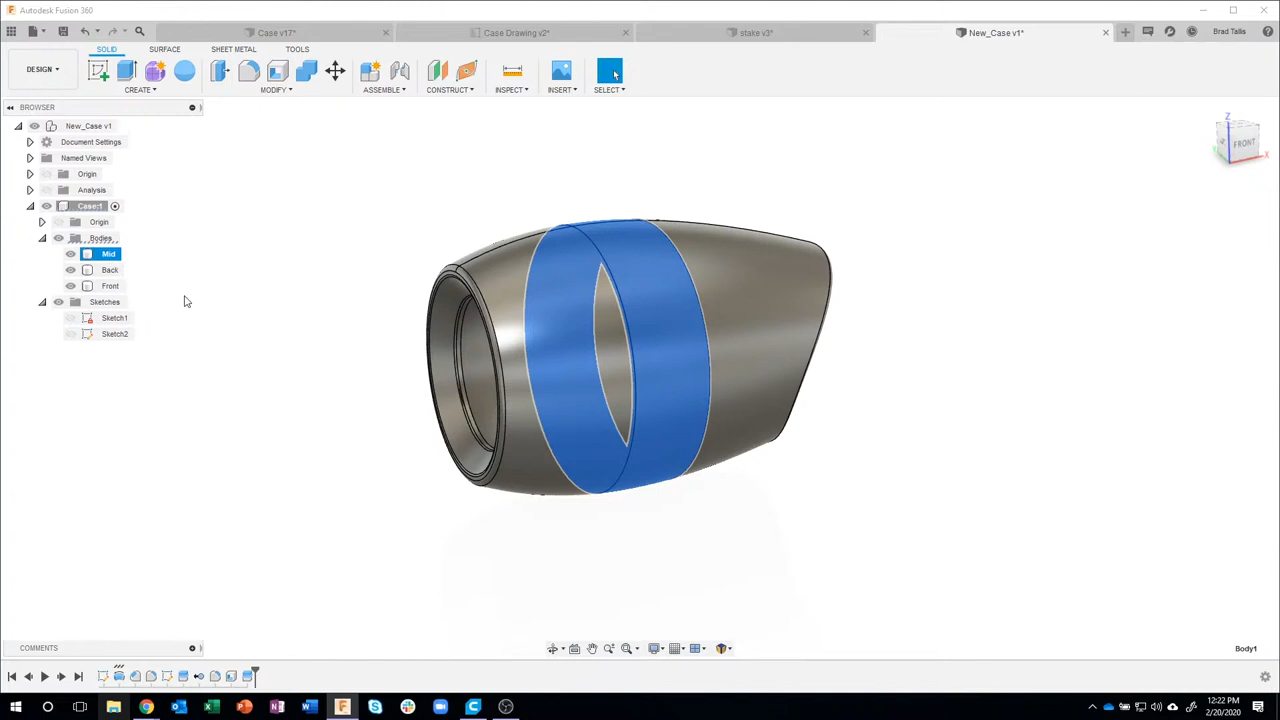 Autodesk Fusion 360
Case v17*
Case Drawing v2*
stake v3*
New_Case v1*
Brad Tallis
SOLID
SURFACE
SHEET METAL
TOOLS
DESIGN
CREATE
MODIFY
ASSEMBLE
CONSTRUCT
INSPECT
INSERT
SELECT
BROWSER
New_Case v1
Document Settings
Named Views
Origin
Analysis
Case:1
Origin
Bodies
Mid
Back
Front
Sketches
Sketch1
Sketch2
Z
FRONT
X
COMMENTS
Body1
12:22 PM
2/20/2020